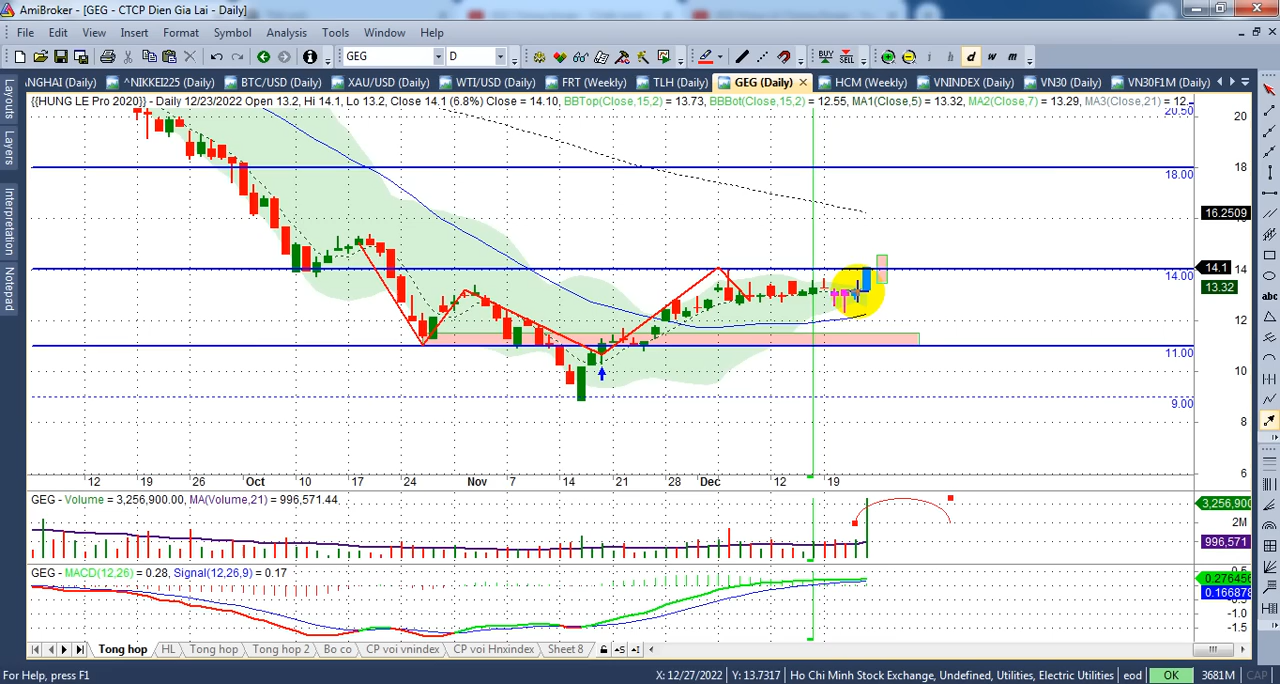 AmiBroker - [GEG - CTCP Dien Gia Lai - Daily]
File Edit View Insert Format Symbol Analysis Tools Window Help
GEG D BUY SELL i h d w m
NGHAI (Daily) ^NIKKEI225 (Daily) BTC/USD (Daily) XAU/USD (Daily) WTI/USD (Daily) FRT (Weekly) TLH (Daily) GEG (Daily) HCM (Weekly) VNINDEX (Daily) VN30 (Daily) VN30F1M (Daily)
Layouts
Layers
Interpretation
Notepad
{{HUNG LE Pro 2020}} - Daily 12/23/2022 Open 13.2, Hi 14.1, Lo 13.2, Close 14.1 (6.8%) Close = 14.10, BBTop(Close,15,2) = 13.73, BBBot(Close,15,2) = 12.55, MA1(Close,5) = 13.32, MA2(Close,7) = 13.29, MA3(Close,21) = 12..
20.50
20
18
18.00
16.2509
14.1
14
14.00
13.32
12
11.00
10
9.00
8
6
12 19 26 Oct 10 17 24 Nov 7 14 21 28 Dec 12 19
GEG - Volume = 3,256,900.00, MA(Volume,21) = 996,571.44
3,256,900
2M
996,571
GEG - MACD(12,26) = 0.28, Signal(12,26,9) = 0.17
0.5
0.276456
0.166878
-0.5
-1.0
-1.5
abc
Tong hop HL Tong hop Tong hop 2 Bo co CP voi vnindex CP voi Hnxindex Sheet 8
For Help, press F1 X: 12/27/2022 Y: 13.7317 Ho Chi Minh Stock Exchange, Undefined, Utilities, Electric Utilities eod OK 3681M CAP